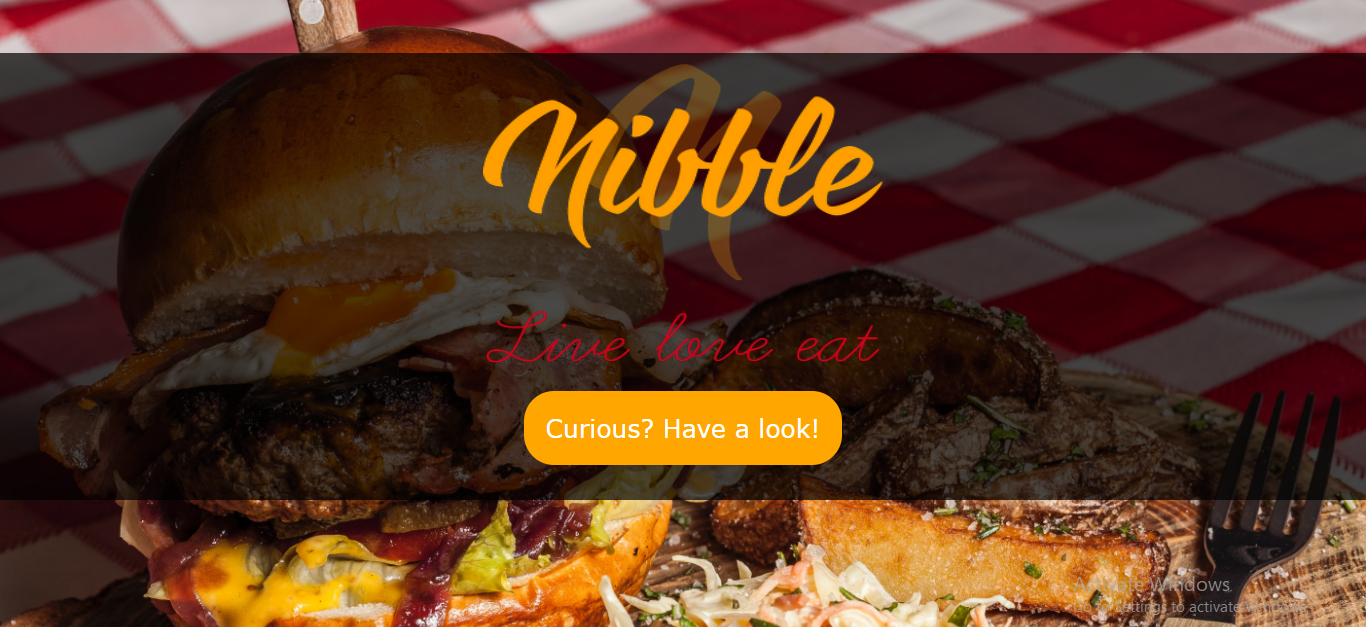 Nibble
Live love eat
Curious? Have a look!
Activate Windows
Go to Settings to activate Windows.